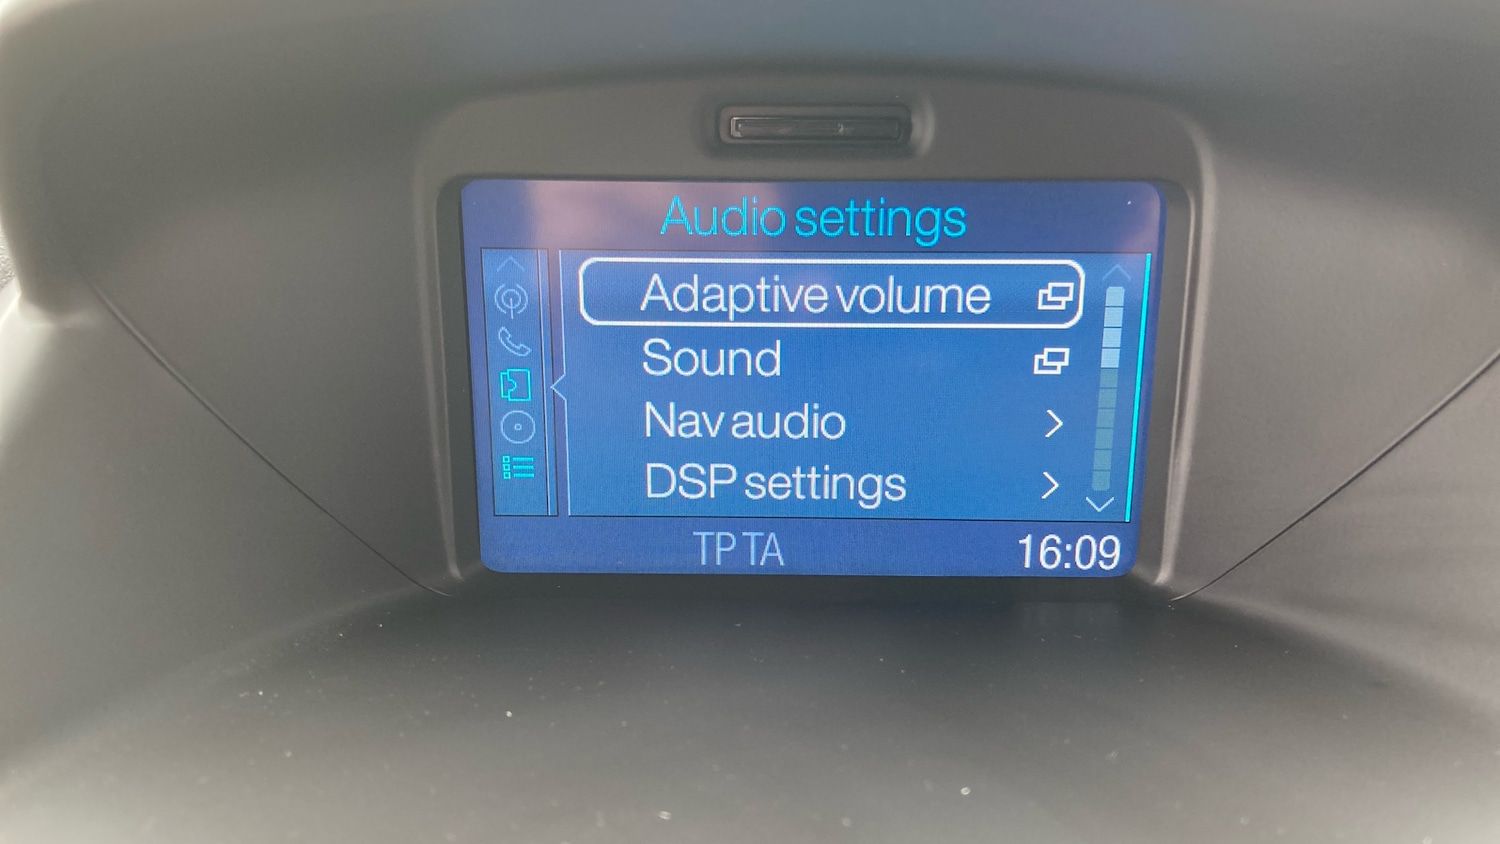 Audio settings
Adaptive volume
Sound
Nav audio
DSP settings
TP TA
16:09